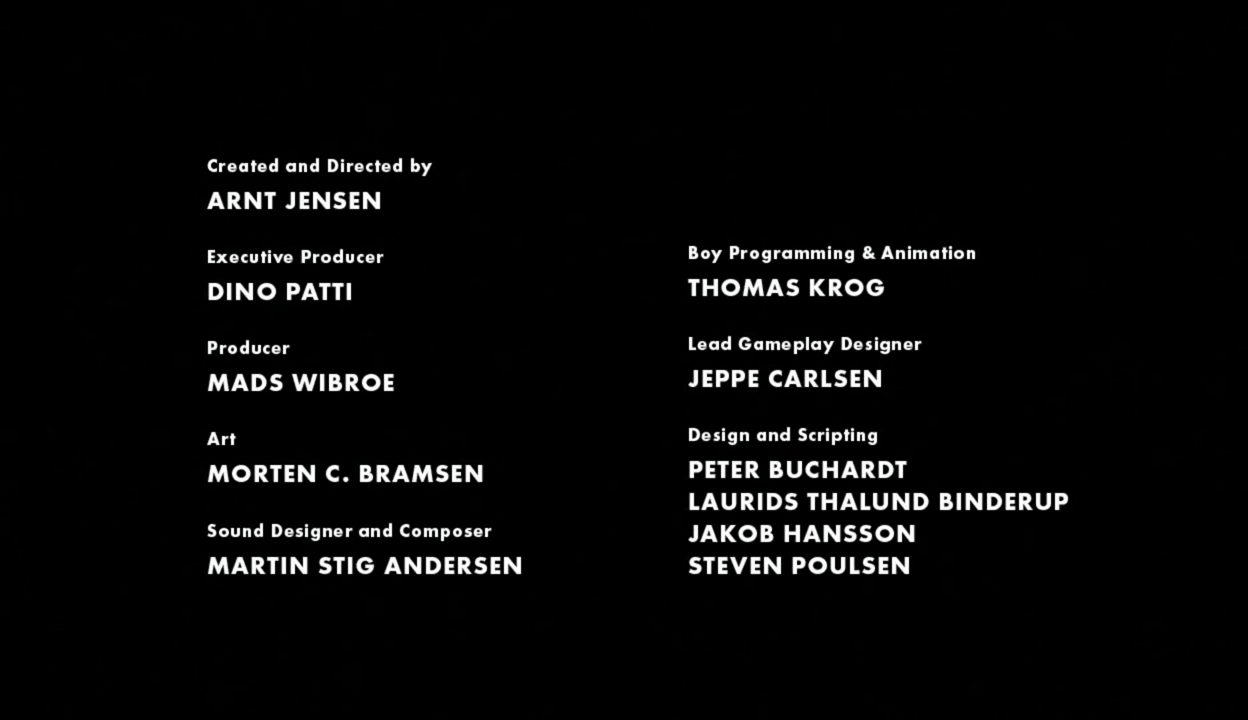 Created and Directed by
ARNT JENSEN
Executive Producer
DINO PATTI
Producer
MADS WIBROE
Art
MORTEN C. BRAMSEN
Sound Designer and Composer
MARTIN STIG ANDERSEN
Boy Programming & Animation
THOMAS KROG
Lead Gameplay Designer
JEPPE CARLSEN
Design and Scripting
PETER BUCHARDT
LAURIDS THALUND BINDERUP
JAKOB HANSSON
STEVEN POULSEN